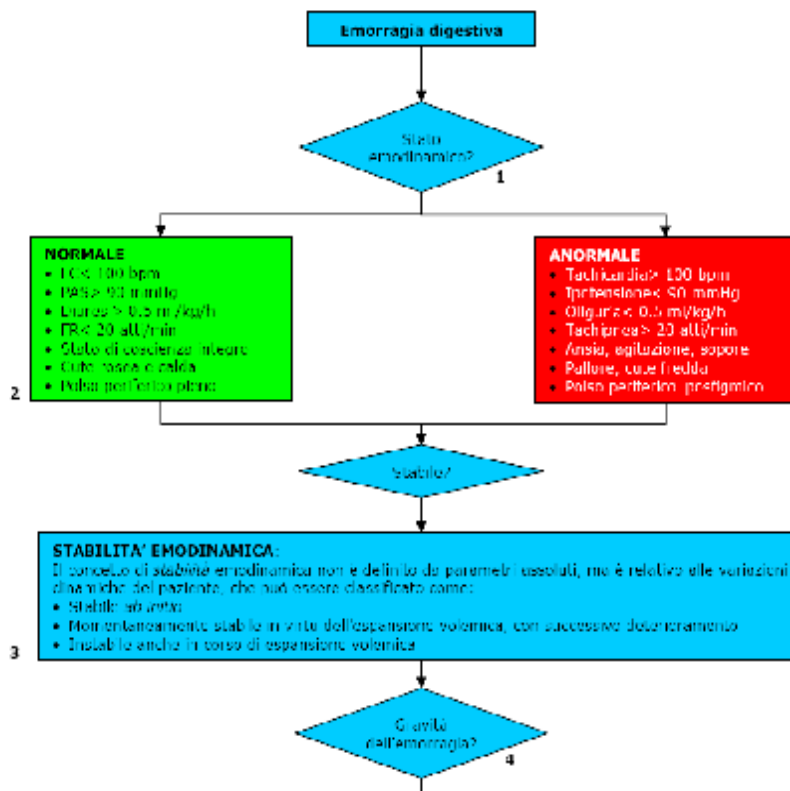 Emorragia digestiva
Stato
emodinamico?
1
NORMALE
• FC< 100 bpm
• PAS> 90 mmHg
• Diuresi > 0.5 ml/kg/h
• FR< 20 atti/min
• Stato di coscienza integro
• Cute rosea e calda
• Polso periferico pieno
2
ANORMALE
• Tachicardia> 100 bpm
• Ipotensione< 90 mmHg
• Oliguria< 0.5 ml/kg/h
• Tachipnea> 20 atti/min
• Ansia, agitazione, sopore
• Pallore, cute fredda
• Polso periferico iposfigmico
Stabile?
STABILITA' EMODINAMICA:
Il concetto di stabilità emodinamica non è definito da parametri assoluti, ma è relativo alle variazioni
dinamiche del paziente, che può essere classificato come:
• Stabile ab initio
• Momentaneamente stabile in virtù dell'espansione volemica, con successivo deterioramento
• Instabile anche in corso di espansione volemica
3
Gravità
dell'emorragia?
4